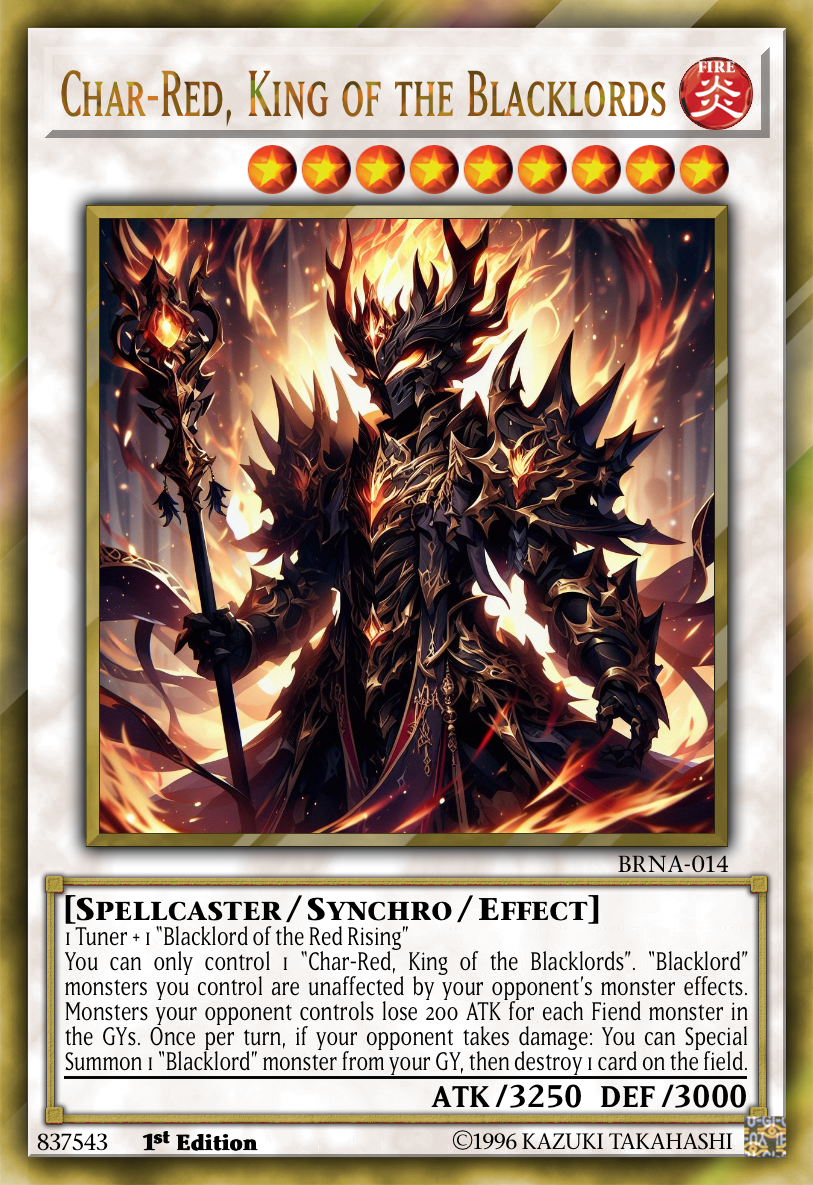 Char-Red, King of the Blacklords
FIRE
炎
BRNA-014
[Spellcaster / Synchro / Effect]
1 Tuner + 1 “Blacklord of the Red Rising”
You can only control 1 “Char-Red, King of the Blacklords”. “Blacklord”
monsters you control are unaffected by your opponent’s monster effects.
Monsters your opponent controls lose 200 ATK for each Fiend monster in
the GYs. Once per turn, if your opponent takes damage: You can Special
Summon 1 “Blacklord” monster from your GY, then destroy 1 card on the field.
ATK /3250 DEF /3000
837543 1st Edition ©1996 KAZUKI TAKAHASHI